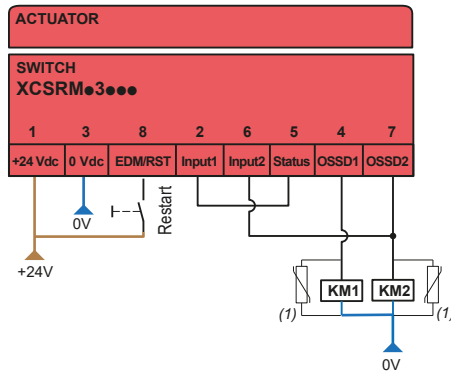 ACTUATOR
SWITCH
XCSRM●3●●●
1 3 8 2 6 5 4 7
+24 Vdc 0 Vdc EDM/RST Input1 Input2 Status OSSD1 OSSD2
Restart
0V
+24V
KM1 KM2
(1) (1)
0V